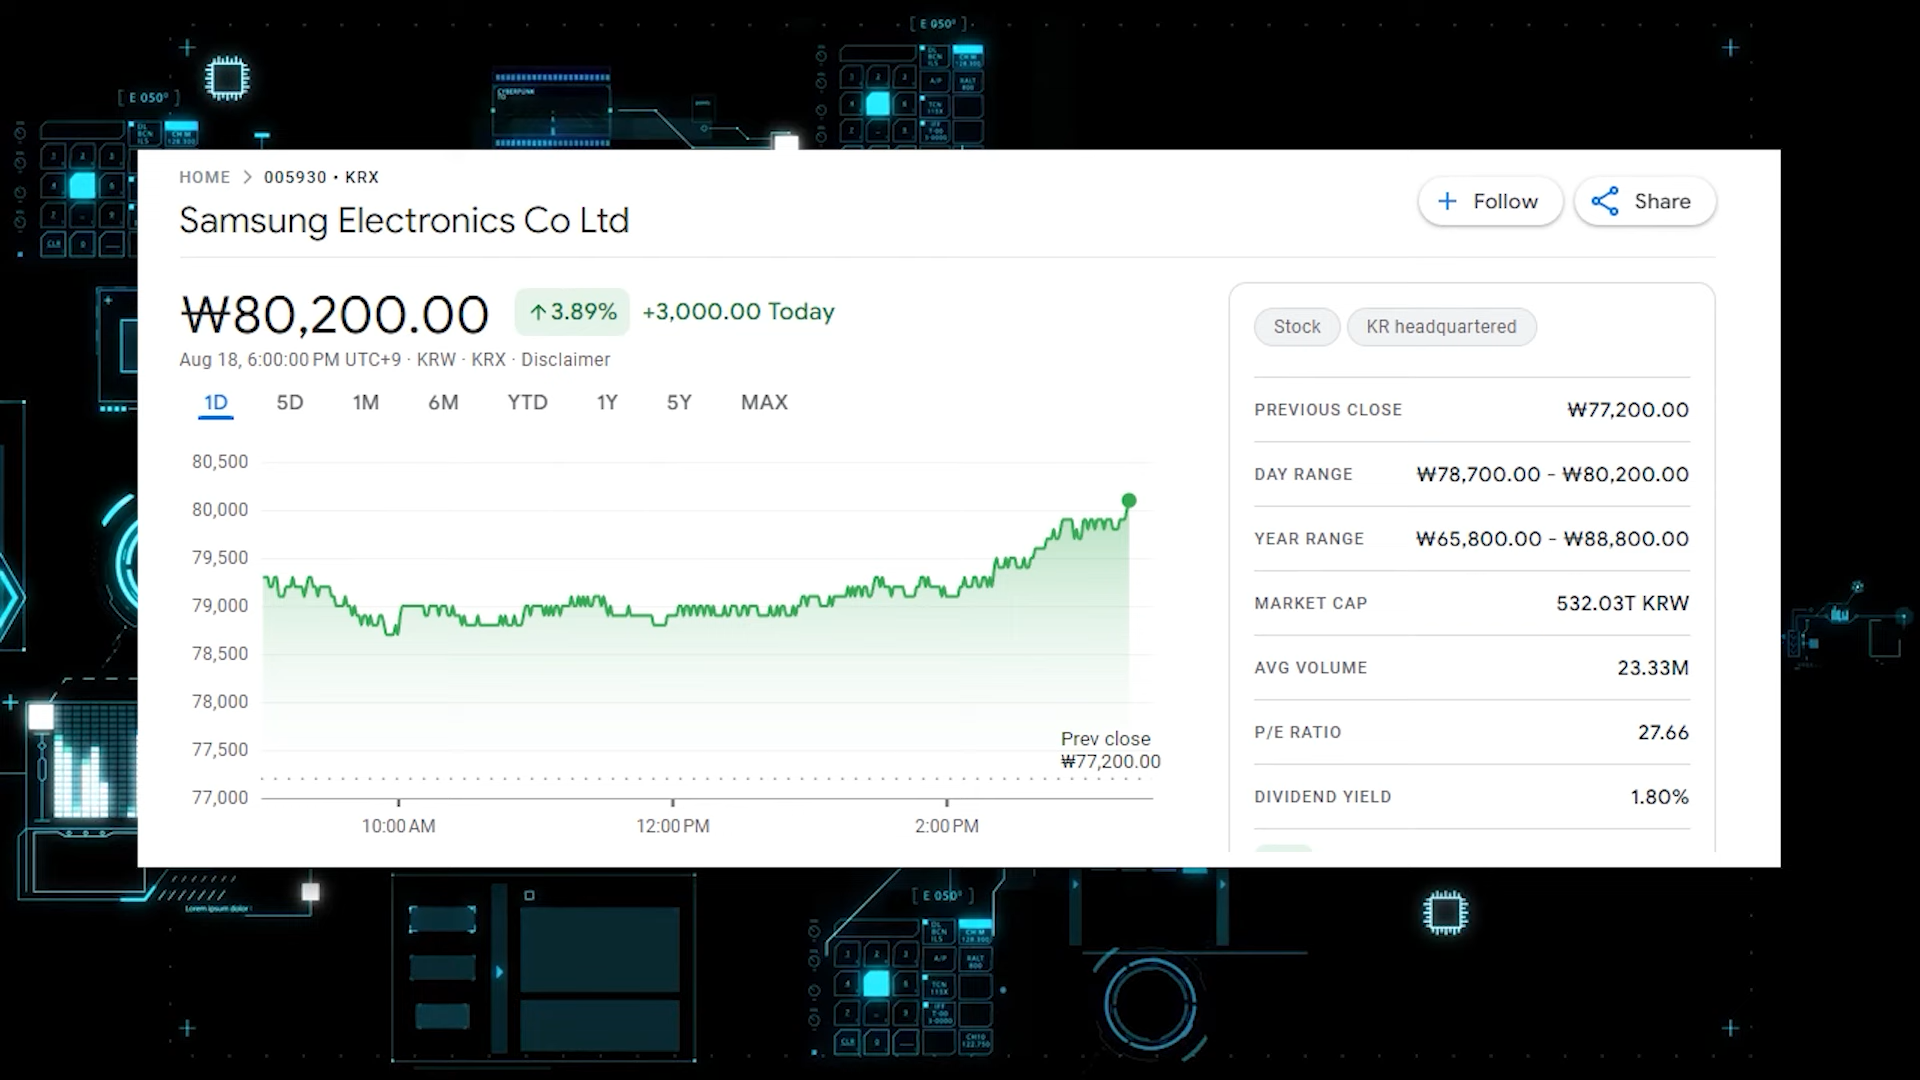 [ E 050° ]
[ E 050° ]
CYBERPUNK
HOME > 005930 • KRX
Samsung Electronics Co Ltd
+ Follow
Share
₩80,200.00
↑3.89%
+3,000.00 Today
Aug 18, 6:00:00 PM UTC+9 · KRW · KRX · Disclaimer
1D 5D 1M 6M YTD 1Y 5Y MAX
80,500
80,000
79,500
79,000
78,500
78,000
77,500
77,000
Prev close
₩77,200.00
10:00 AM 12:00 PM 2:00 PM
Stock
KR headquartered
PREVIOUS CLOSE ₩77,200.00
DAY RANGE ₩78,700.00 - ₩80,200.00
YEAR RANGE ₩65,800.00 - ₩88,800.00
MARKET CAP 532.03T KRW
AVG VOLUME 23.33M
P/E RATIO 27.66
DIVIDEND YIELD 1.80%
Lorem ipsum dolor
[ E 050° ]